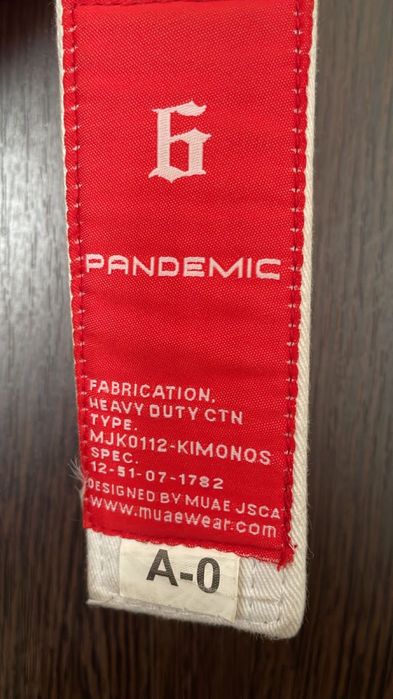 6
PANDEMIC
FABRICATION.
HEAVY DUTY CTN
TYPE.
MJK0112-KIMONOS
SPEC.
12-51-07-1782
DESIGNED BY MUAE JSCA
www.muaewear.com
A-0